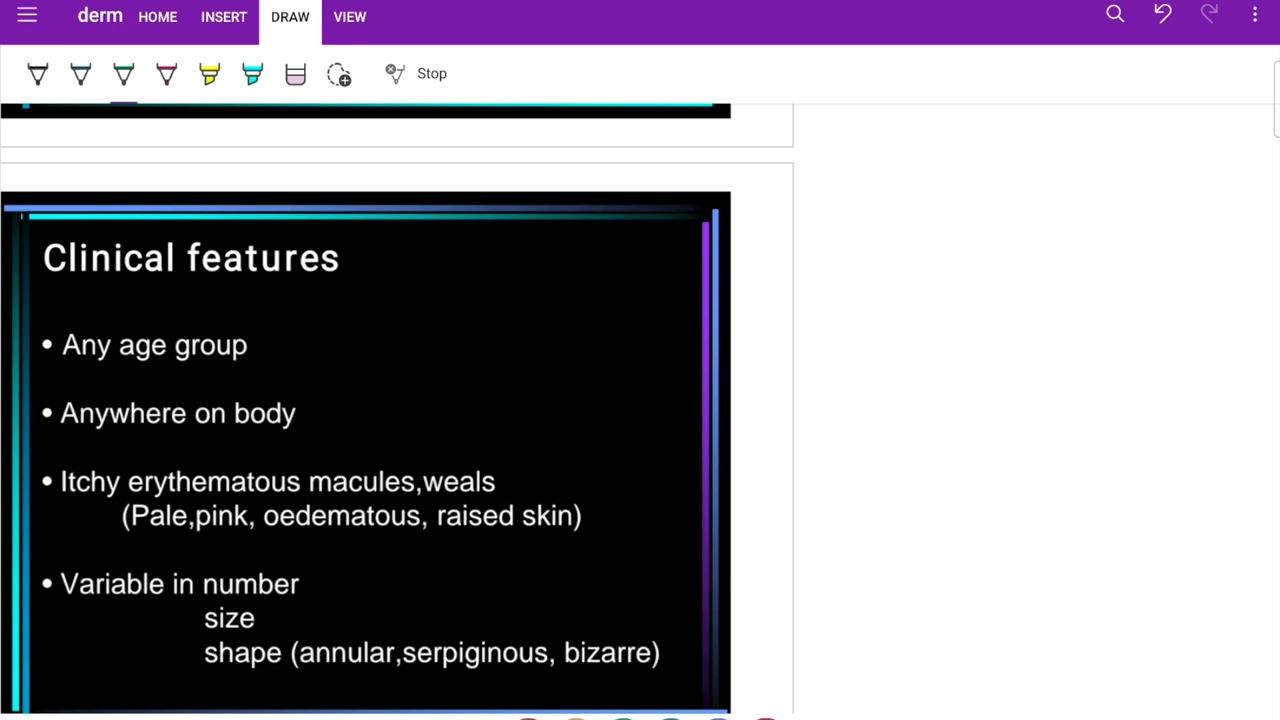 derm HOME INSERT DRAW VIEW
Stop
Clinical features
• Any age group
• Anywhere on body
• Itchy erythematous macules,weals
(Pale,pink, oedematous, raised skin)
• Variable in number
size
shape (annular,serpiginous, bizarre)